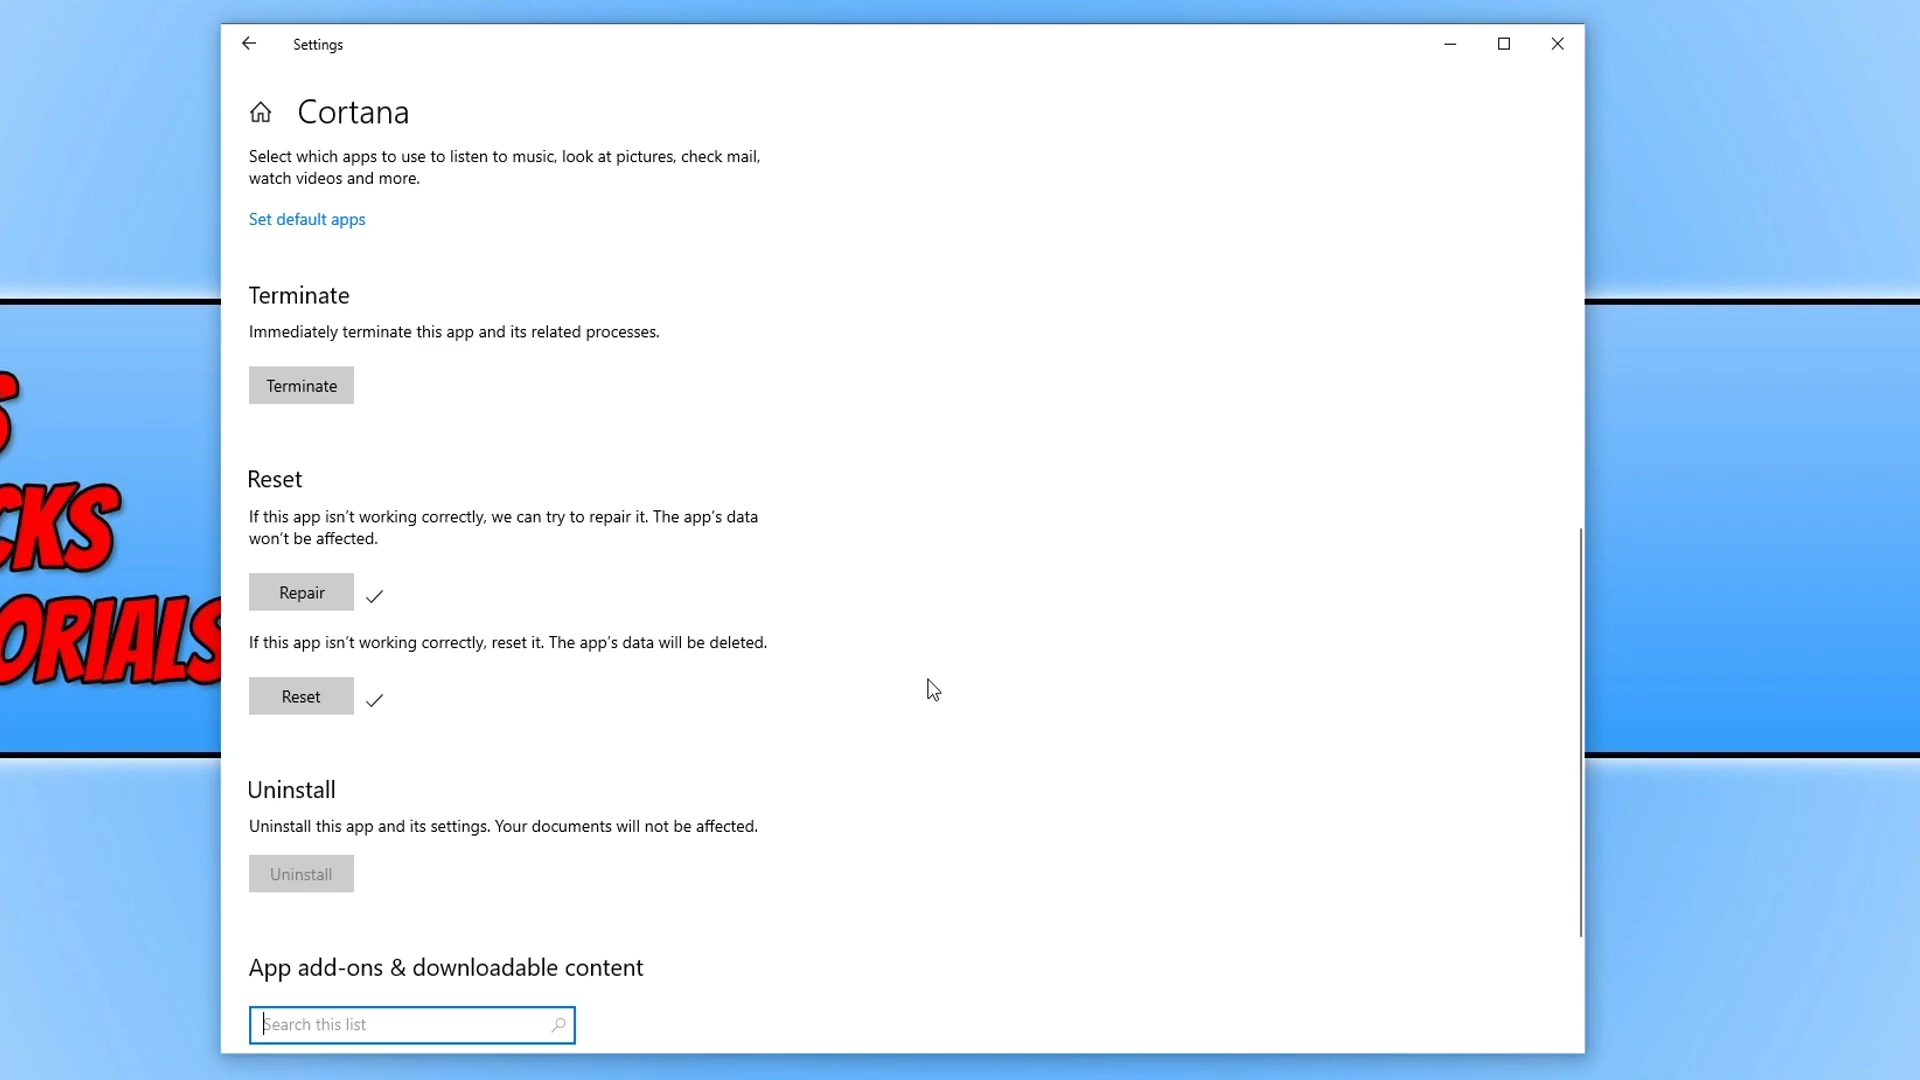 Settings
Cortana
Select which apps to use to listen to music, look at pictures, check mail,
watch videos and more.
Set default apps
Terminate
Immediately terminate this app and its related processes.
Terminate
Reset
If this app isn't working correctly, we can try to repair it. The app's data
won't be affected.
Repair
If this app isn't working correctly, reset it. The app's data will be deleted.
Reset
Uninstall
Uninstall this app and its settings. Your documents will not be affected.
Uninstall
App add-ons & downloadable content
Search this list
S
CKS
ORIALS